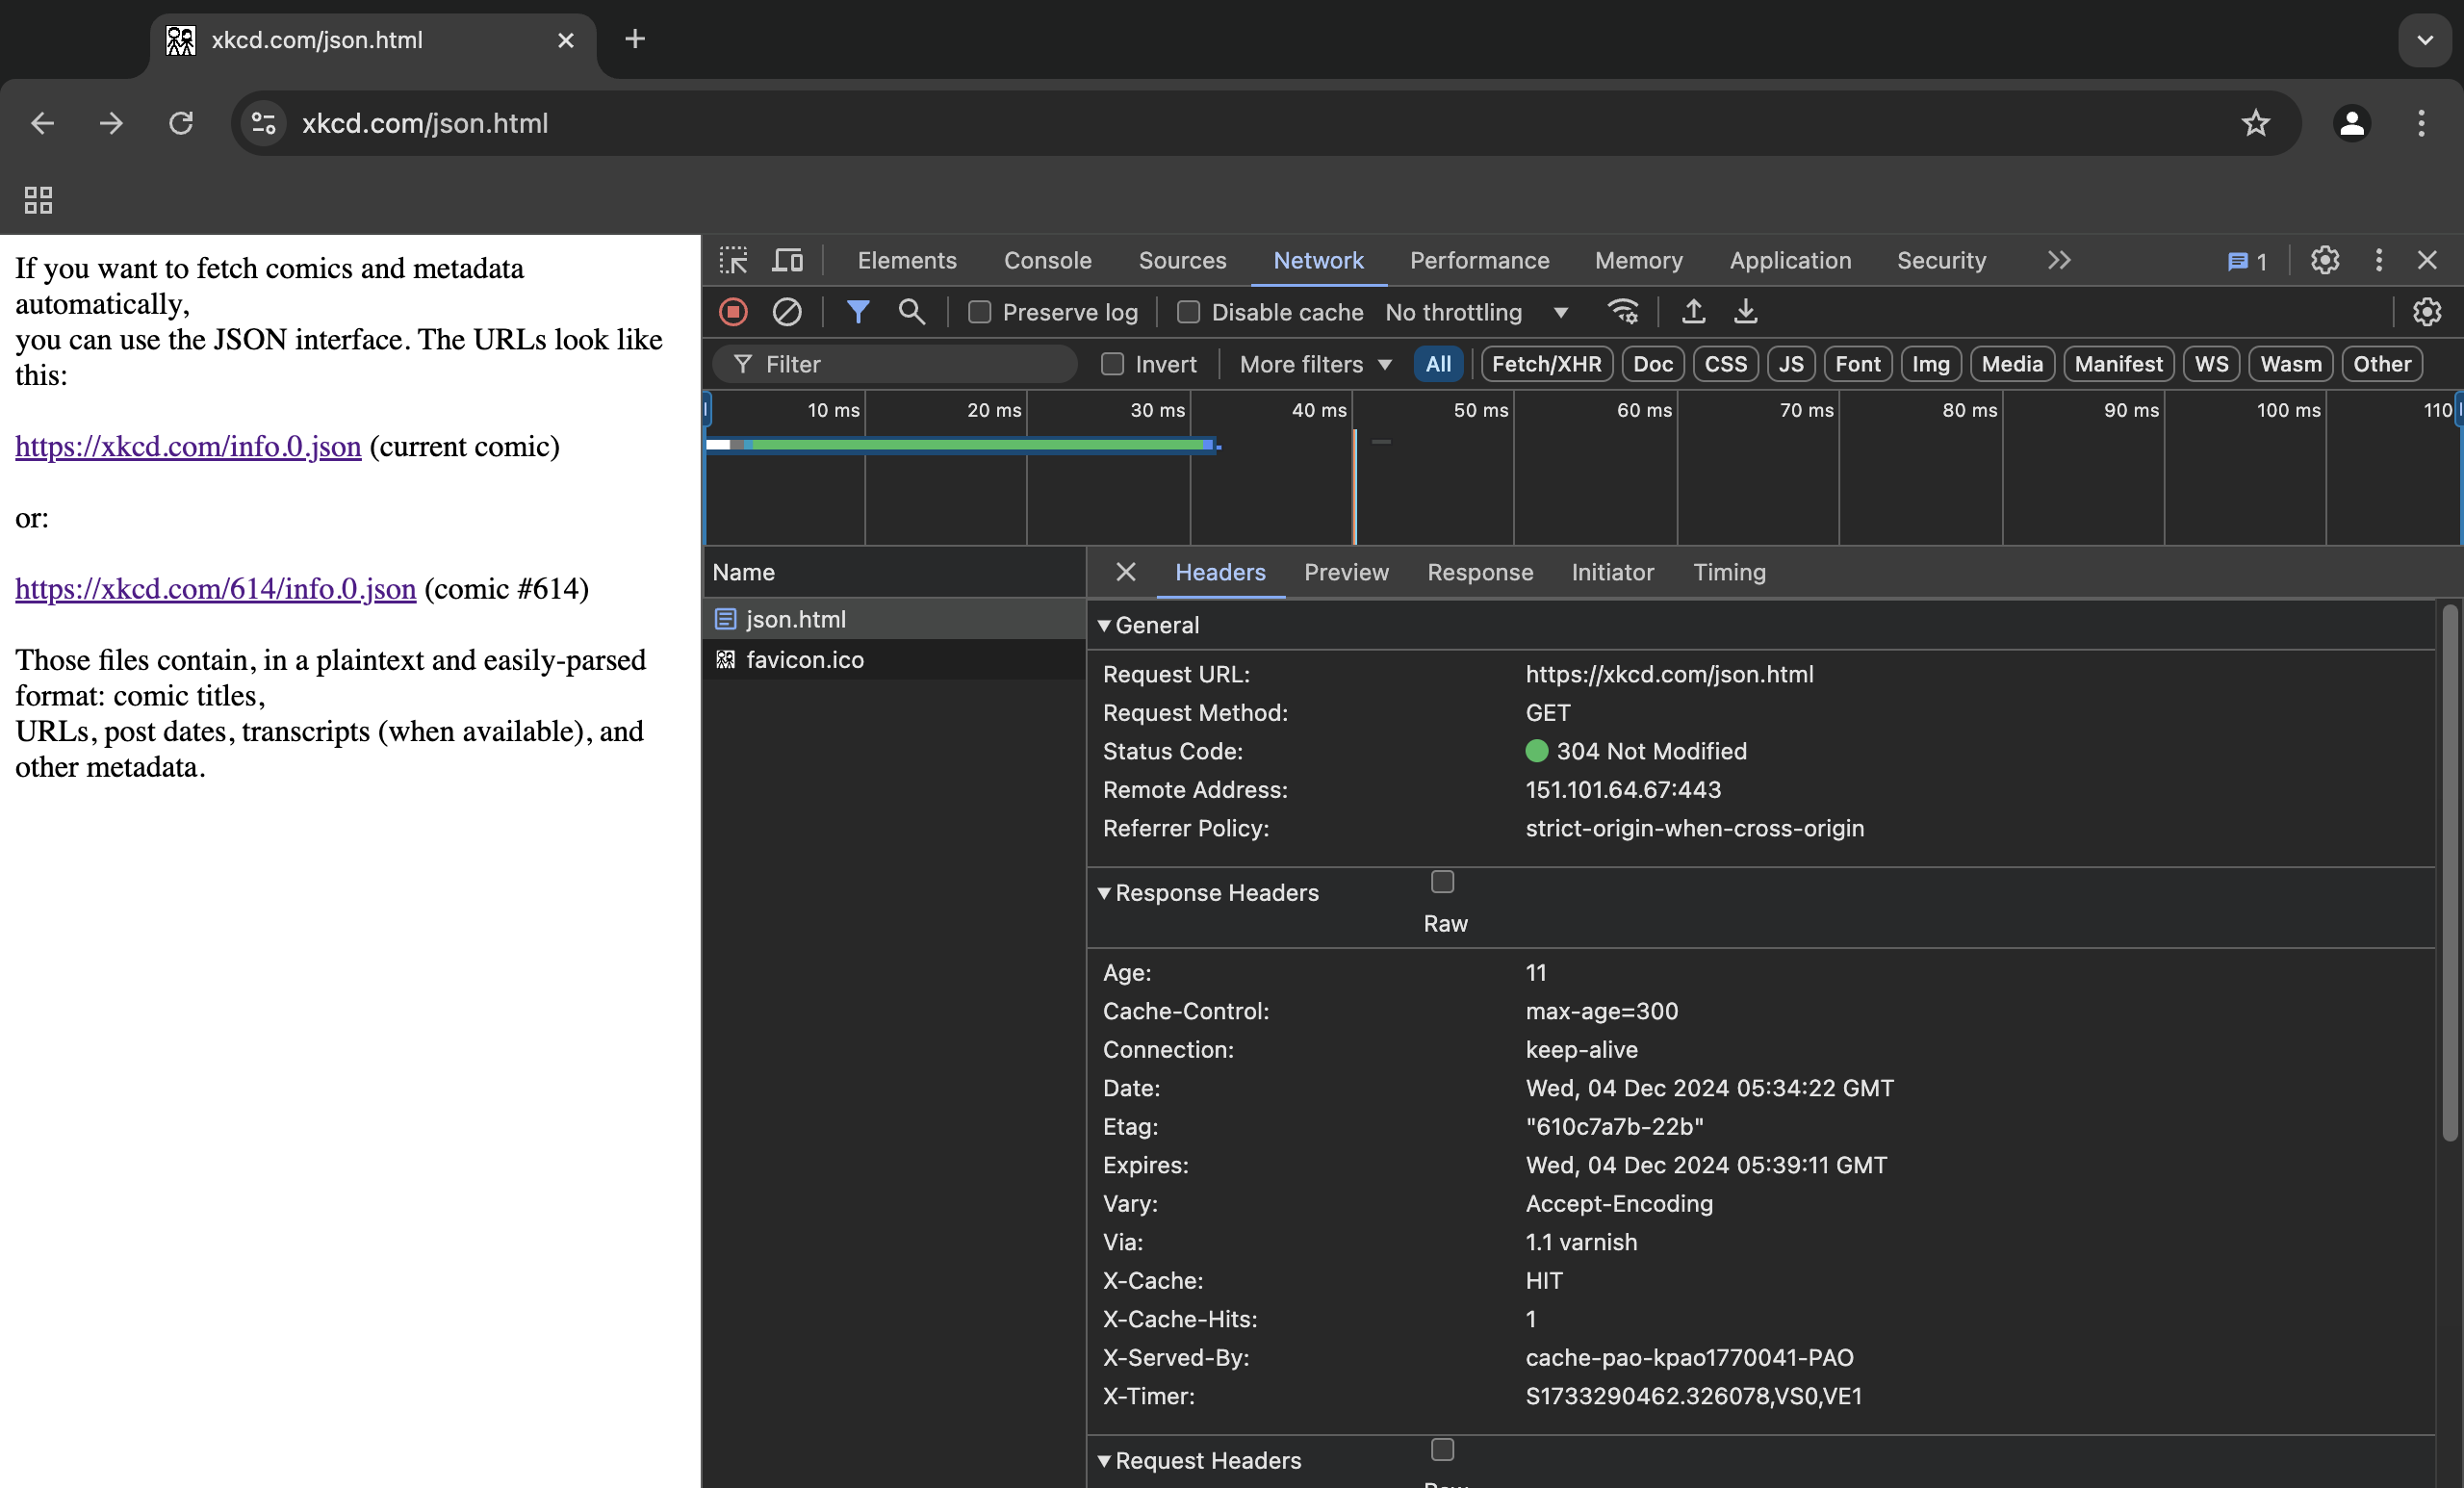 xkcd.com/json.html
xkcd.com/json.html
If you want to fetch comics and metadata
automatically,
you can use the JSON interface. The URLs look like
this:
https://xkcd.com/info.0.json (current comic)
or:
https://xkcd.com/614/info.0.json (comic #614)
Those files contain, in a plaintext and easily-parsed
format: comic titles,
URLs, post dates, transcripts (when available), and
other metadata.
Elements Console Sources Network Performance Memory Application Security 1
Preserve log Disable cache No throttling
Filter Invert More filters All Fetch/XHR Doc CSS JS Font Img Media Manifest WS Wasm Other
10 ms 20 ms 30 ms 40 ms 50 ms 60 ms 70 ms 80 ms 90 ms 100 ms 110
Name
json.html
favicon.ico
Headers Preview Response Initiator Timing
General
Request URL: https://xkcd.com/json.html
Request Method: GET
Status Code: 304 Not Modified
Remote Address: 151.101.64.67:443
Referrer Policy: strict-origin-when-cross-origin
Response Headers
Raw
Age: 11
Cache-Control: max-age=300
Connection: keep-alive
Date: Wed, 04 Dec 2024 05:34:22 GMT
Etag: "610c7a7b-22b"
Expires: Wed, 04 Dec 2024 05:39:11 GMT
Vary: Accept-Encoding
Via: 1.1 varnish
X-Cache: HIT
X-Cache-Hits: 1
X-Served-By: cache-pao-kpao1770041-PAO
X-Timer: S1733290462.326078,VS0,VE1
Request Headers